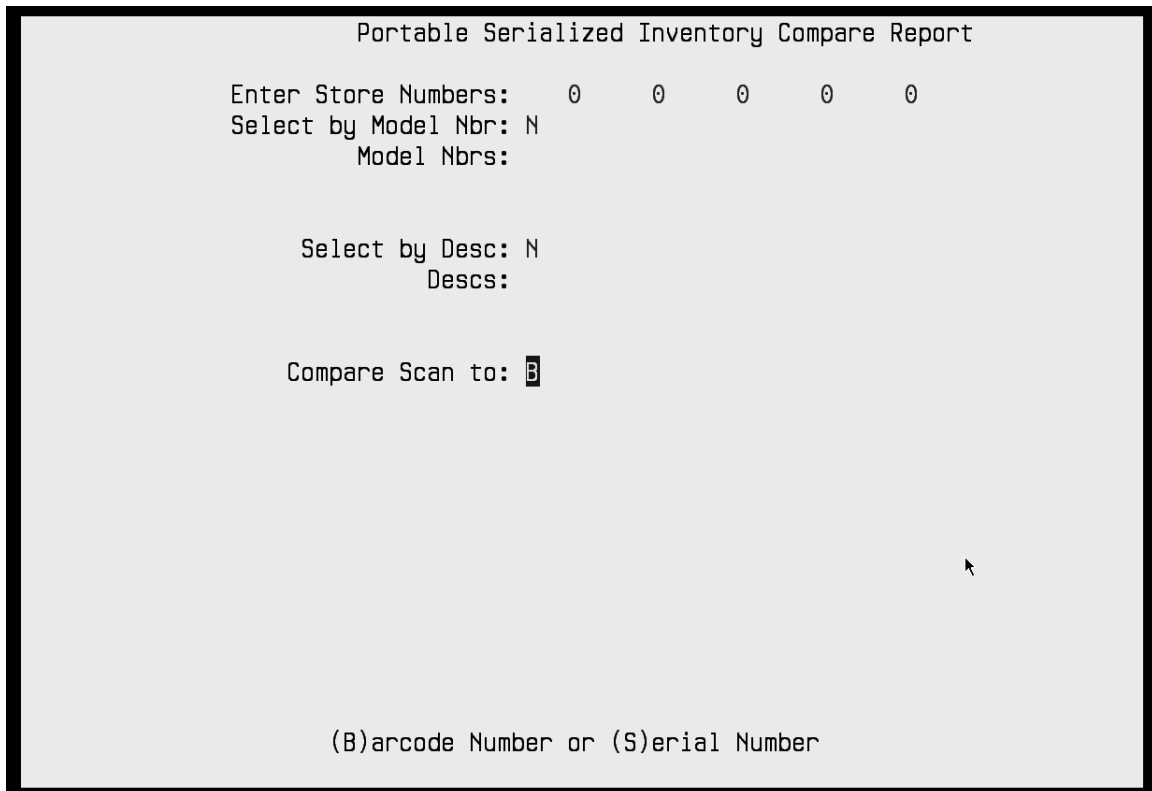 Portable Serialized Inventory Compare Report
Enter Store Numbers: 0 0 0 0 0
Select by Model Nbr: N
Model Nbrs:
Select by Desc: N
Descs:
Compare Scan to: B
(B)arcode Number or (S)erial Number